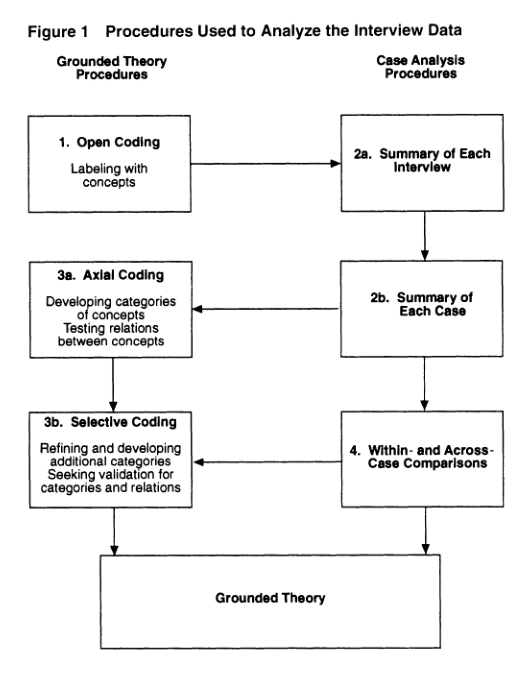 Figure 1 Procedures Used to Analyze the Interview Data
Grounded Theory
Procedures
Case Analysis
Procedures
1. Open Coding
Labeling with
concepts
2a. Summary of Each
Interview
3a. Axial Coding
Developing categories
of concepts
Testing relations
between concepts
2b. Summary of
Each Case
3b. Selective Coding
Refining and developing
additional categories
Seeking validation for
categories and relations
4. Within- and Across-
Case Comparisons
Grounded Theory